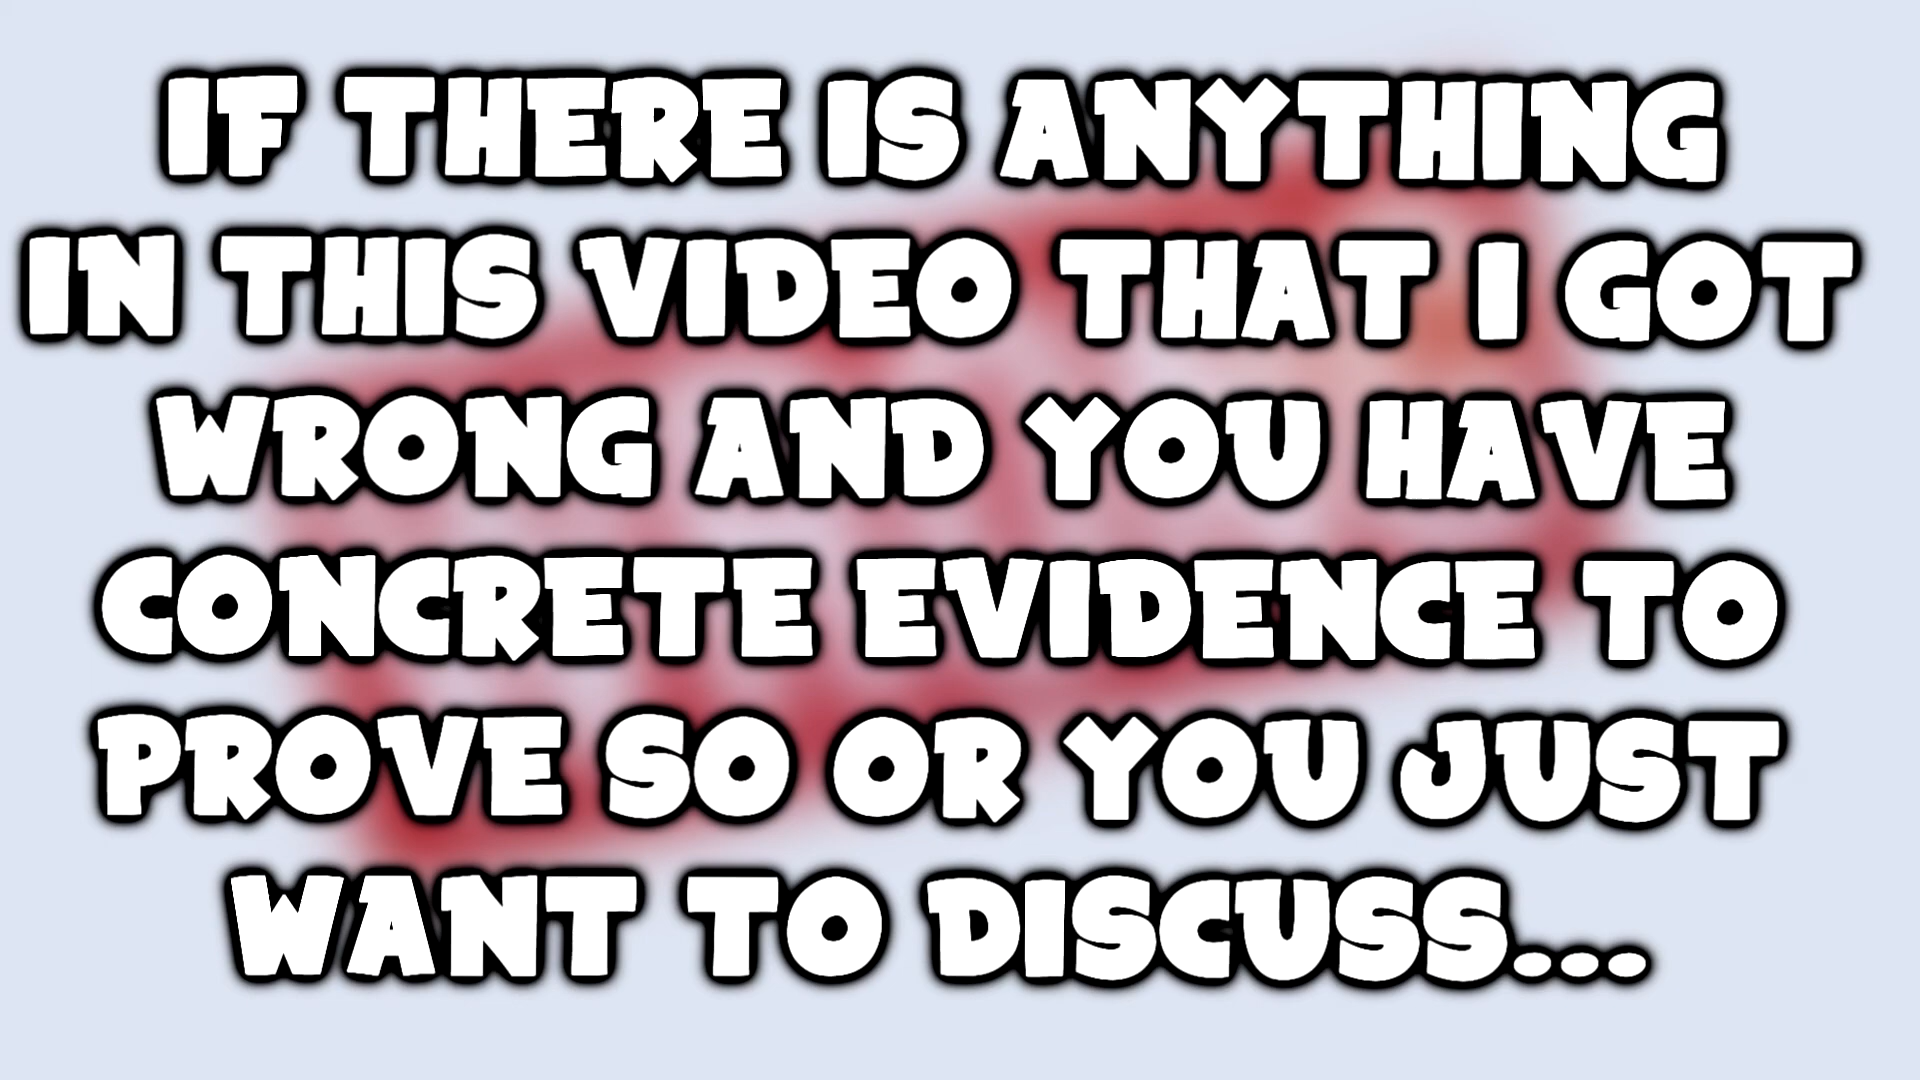 IF THERE IS ANYTHING
IN THIS VIDEO THAT I GOT
WRONG AND YOU HAVE
CONCRETE EVIDENCE TO
PROVE SO OR YOU JUST
WANT TO DISCUSS...